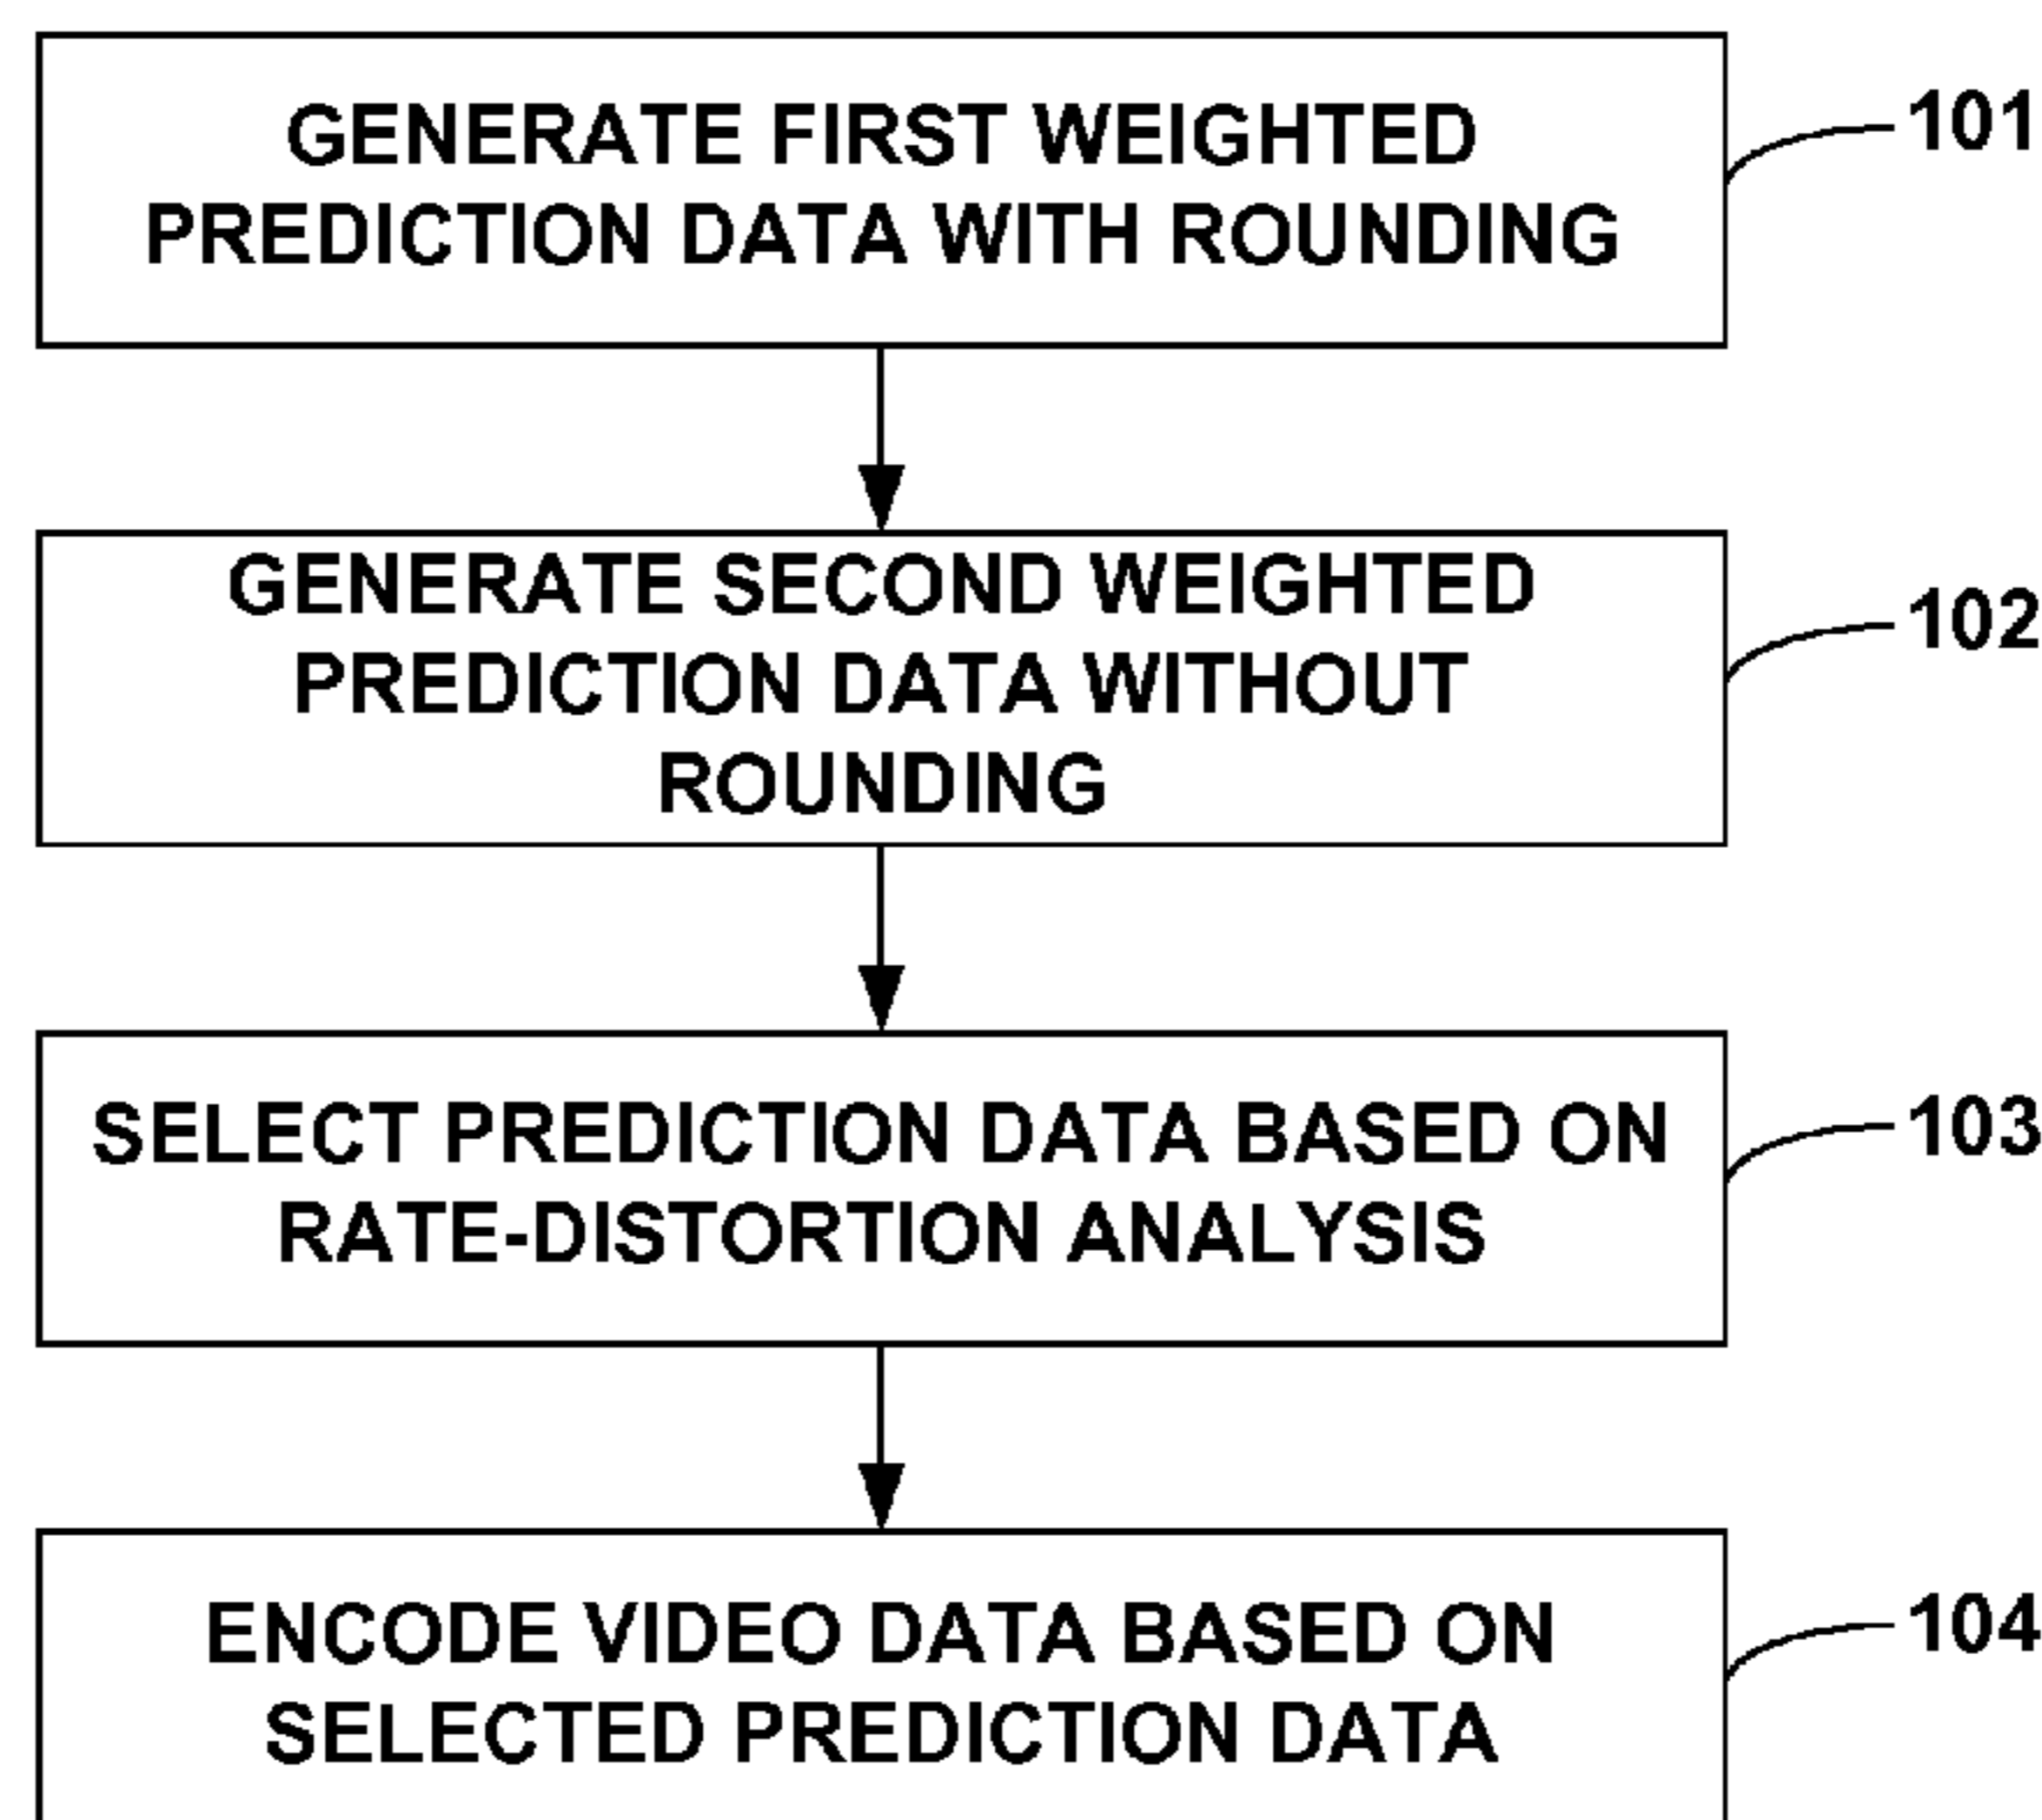 GENERATE FIRST WEIGHTED
PREDICTION DATA WITH ROUNDING
101
GENERATE SECOND WEIGHTED
PREDICTION DATA WITHOUT
ROUNDING
102
SELECT PREDICTION DATA BASED ON
RATE-DISTORTION ANALYSIS
103
ENCODE VIDEO DATA BASED ON
SELECTED PREDICTION DATA
104